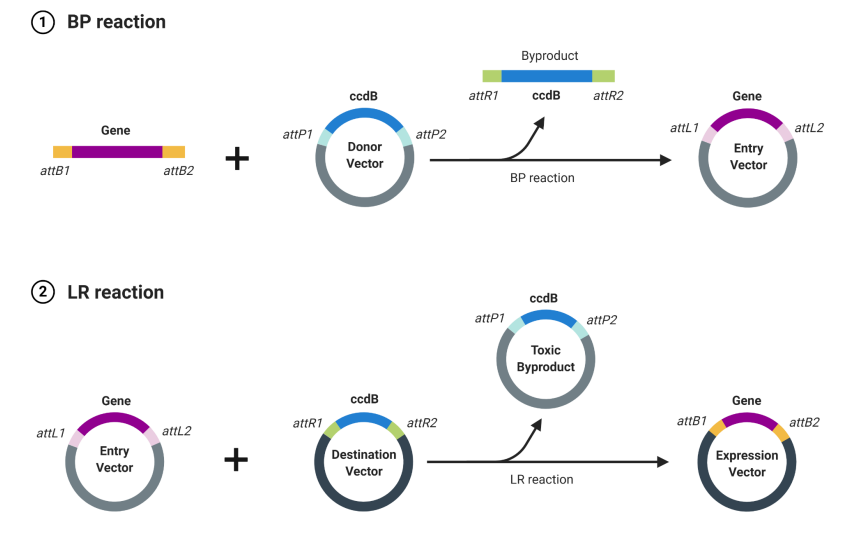 1 BP reaction
Byproduct
attR1 ccdB attR2
Gene
attB1 attB2
+
ccdB
attP1 attP2
Donor
Vector
BP reaction
Gene
attL1 attL2
Entry
Vector
2 LR reaction
ccdB
attP1 attP2
Toxic
Byproduct
Gene
attL1 attL2
Entry
Vector
+
ccdB
attR1 attR2
Destination
Vector
LR reaction
Gene
attB1 attB2
Expression
Vector